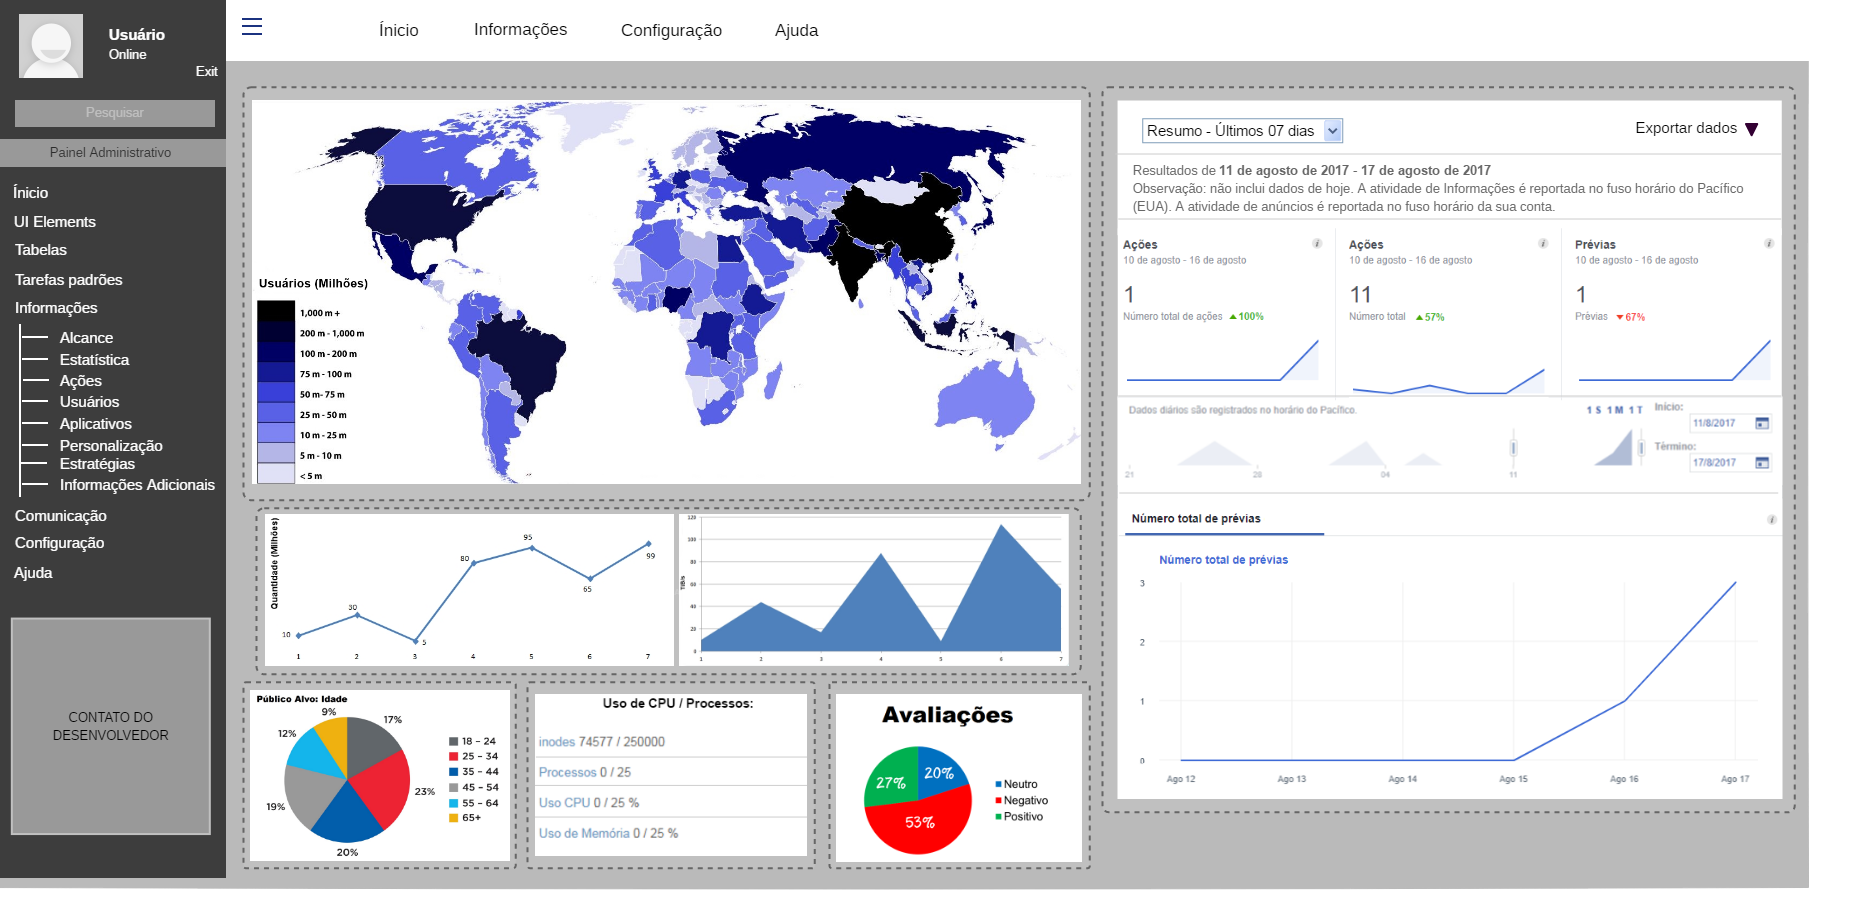 Usuário
Online
Exit
Pesquisar
Painel Administrativo
Ínicio
UI Elements
Tabelas
Tarefas padrões
Informações
Alcance
Estatística
Ações
Usuários
Aplicativos
Personalização
Estratégias
Informações Adicionais
Comunicação
Configuração
Ajuda
CONTATO DO
DESENVOLVEDOR
Ínicio Informações Configuração Ajuda
Usuários (Milhões)
1,000 m +
200 m - 1,000 m
100 m - 200 m
75 m - 100 m
50 m- 75 m
25 m - 50 m
10 m - 25 m
5 m - 10 m
< 5 m
Quantidade (Milhões)
10 30 5 80 95 65 99
1 2 3 4 5 6 7
TiB/s
120
100
80
60
40
20
0
1 2 3 4 5 6 7
Público Alvo: Idade
9%
17%
12%
23%
19%
20%
18 – 24
25 – 34
35 – 44
45 – 54
55 – 64
65+
Uso de CPU / Processos:
inodes 74577 / 250000
Processos 0 / 25
Uso CPU 0 / 25 %
Uso de Memória 0 / 25 %
Avaliações
27% 20%
53%
Neutro
Negativo
Positivo
Resumo - Últimos 07 dias
Exportar dados
Resultados de 11 de agosto de 2017 - 17 de agosto de 2017
Observação: não inclui dados de hoje. A atividade de Informações é reportada no fuso horário do Pacífico
(EUA). A atividade de anúncios é reportada no fuso horário da sua conta.
Ações
10 de agosto - 16 de agosto
1
Número total de ações 100%
Ações
10 de agosto - 16 de agosto
11
Número total 57%
Prévias
10 de agosto - 16 de agosto
1
Prévias 67%
Dados diários são registrados no horário do Pacífico.
1 S 1 M 1 T
Início:
11/8/2017
Término:
17/8/2017
21 28 04 11
Número total de prévias
Número total de prévias
3
2
1
0
Ago 12 Ago 13 Ago 14 Ago 15 Ago 16 Ago 17